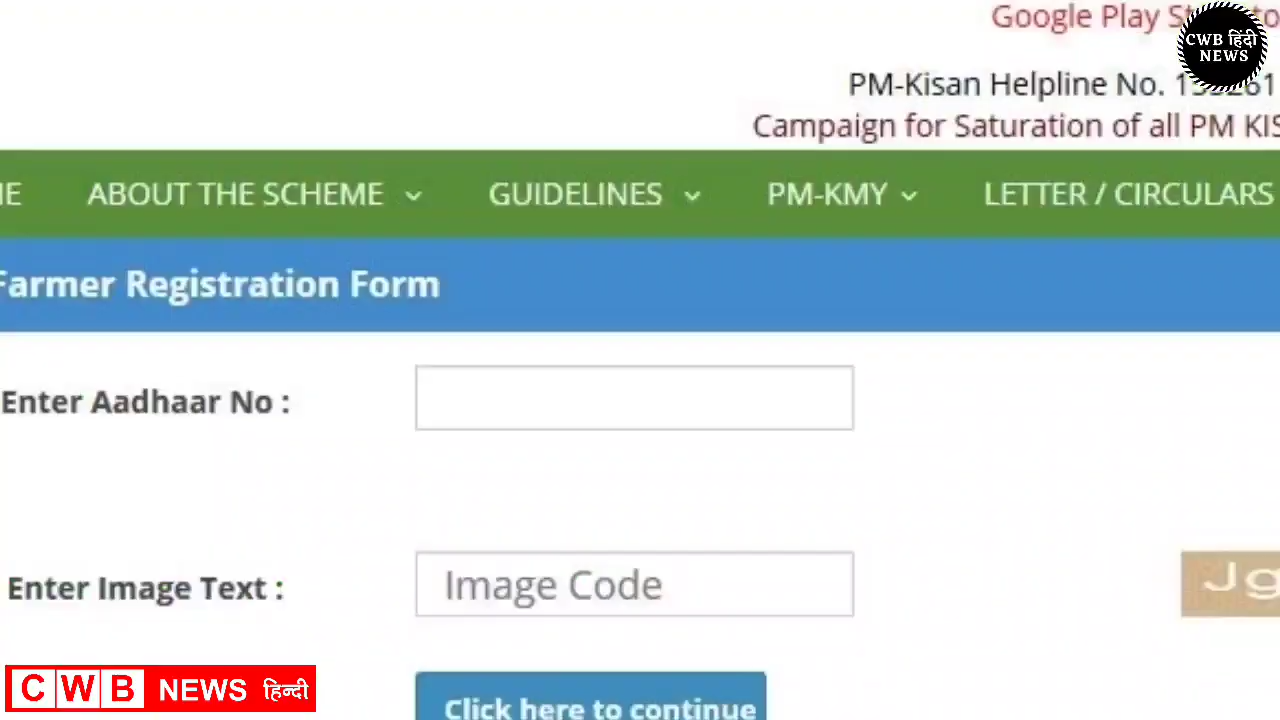 Google Play
CWB हिंदी
NEWS
PM-Kisan Helpline No.
Campaign for Saturation of all PM
ABOUT THE SCHEME
GUIDELINES
PM-KMY
LETTER / CIRCULARS
Farmer Registration Form
Enter Aadhaar No :
Enter Image Text :
Image Code
Jg
Click here to continue
CWB NEWS हिन्दी